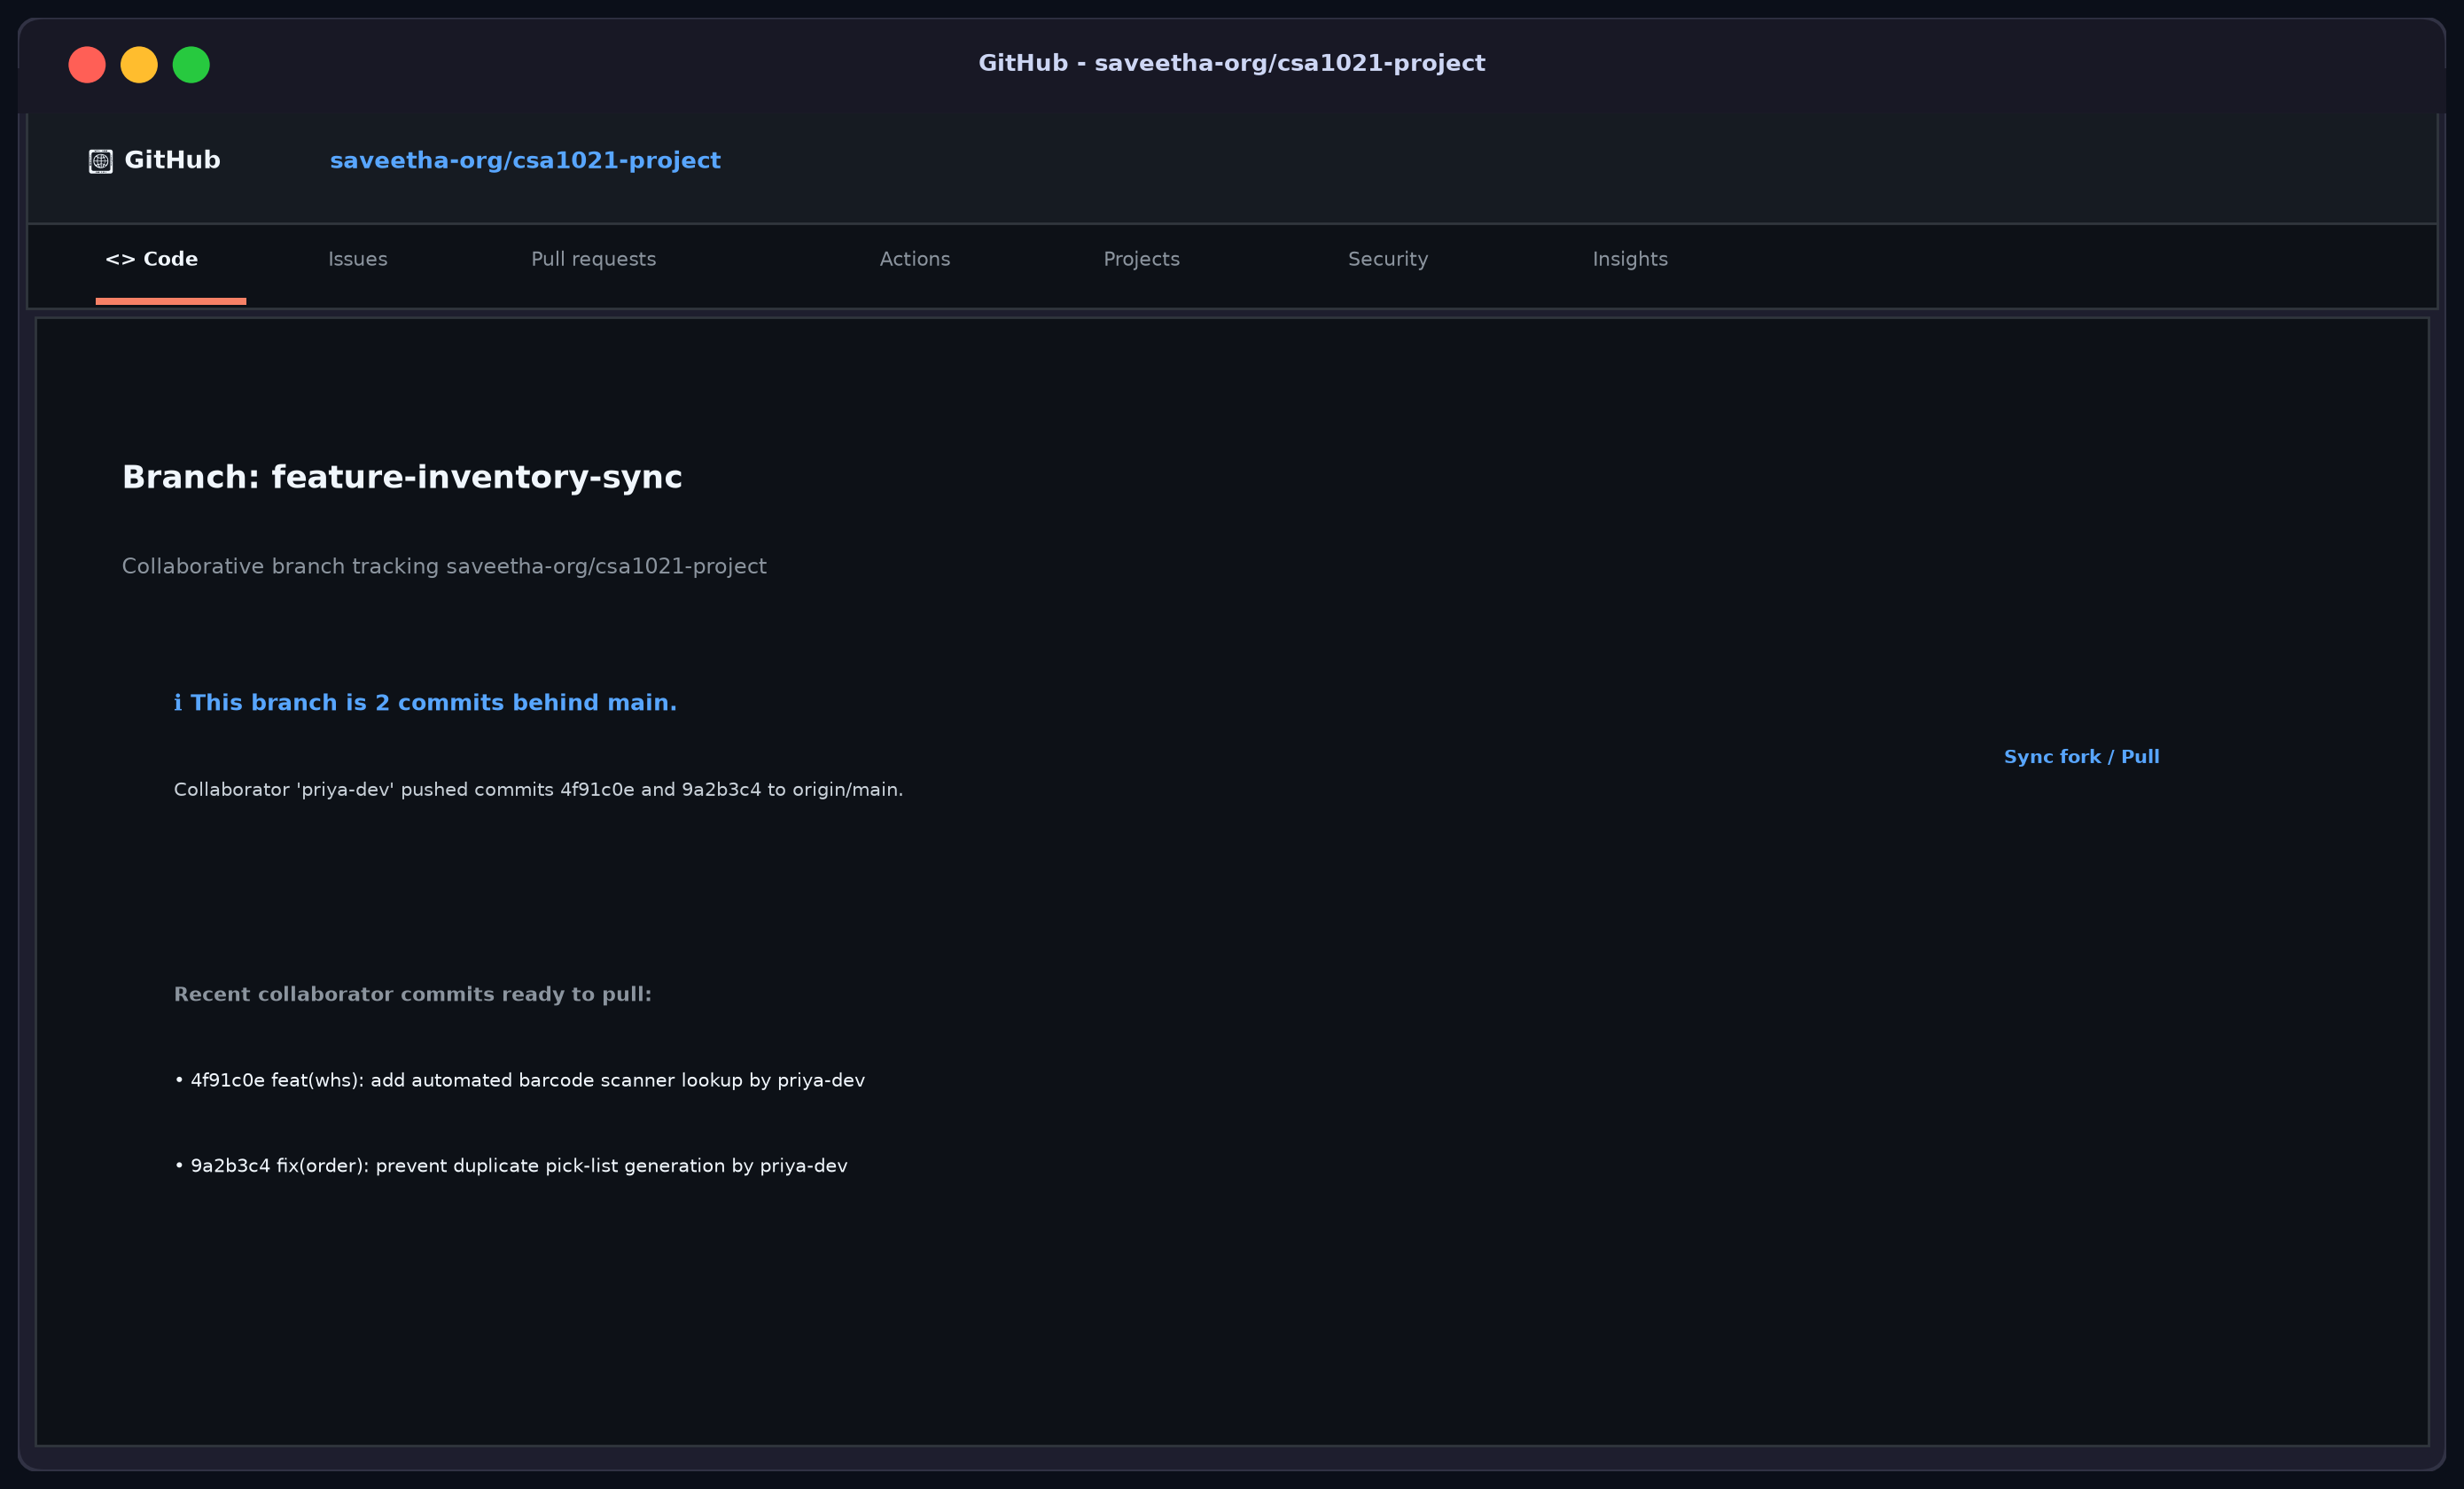 GitHub - saveetha-org/csa1021-project
GitHub saveetha-org/csa1021-project
<> Code Issues Pull requests Actions Projects Security Insights
Branch: feature-inventory-sync
Collaborative branch tracking saveetha-org/csa1021-project
ℹ This branch is 2 commits behind main.
Sync fork / Pull
Collaborator 'priya-dev' pushed commits 4f91c0e and 9a2b3c4 to origin/main.
Recent collaborator commits ready to pull:
• 4f91c0e feat(whs): add automated barcode scanner lookup by priya-dev
• 9a2b3c4 fix(order): prevent duplicate pick-list generation by priya-dev